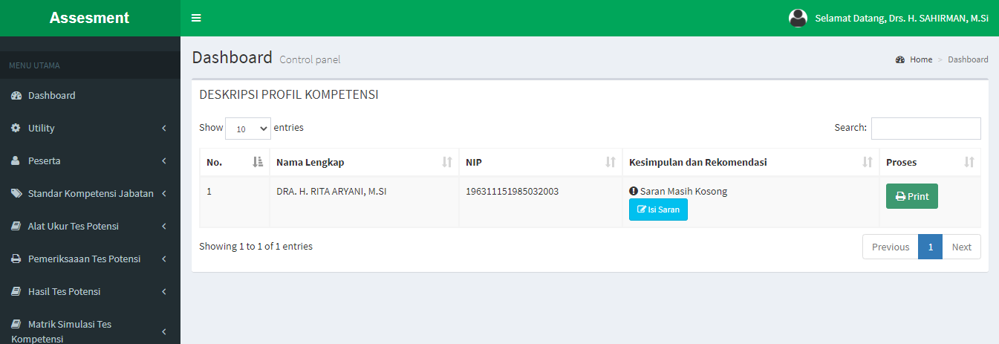 Assesment
Selamat Datang, Drs. H. SAHIRMAN, M.Si
MENU UTAMA
Dashboard
Utility
Peserta
Standar Kompetensi Jabatan
Alat Ukur Tes Potensi
Pemeriksaaan Tes Potensi
Hasil Tes Potensi
Matrik Simulasi Tes
Kompetensi
Dashboard Control panel
Home > Dashboard
DESKRIPSI PROFIL KOMPETENSI
Show 10 entries
Search:
No. Nama Lengkap NIP Kesimpulan dan Rekomendasi Proses
1 DRA. H. RITA ARYANI, M.SI 196311151985032003 Saran Masih Kosong Print
Isi Saran
Showing 1 to 1 of 1 entries
Previous 1 Next